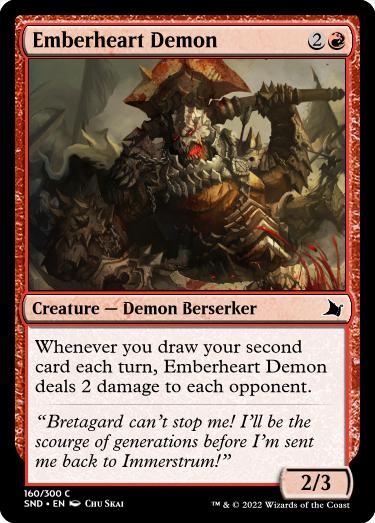 Emberheart Demon 2
Creature — Demon Berserker
Whenever you draw your second
card each turn, Emberheart Demon
deals 2 damage to each opponent.
“Bretagard can’t stop me! I’ll be the
scourge of generations before I’m sent
me back to Immerstrum!”
2/3
160/300 C
SND • EN Chu Skai
™ & © 2022 Wizards of the Coast